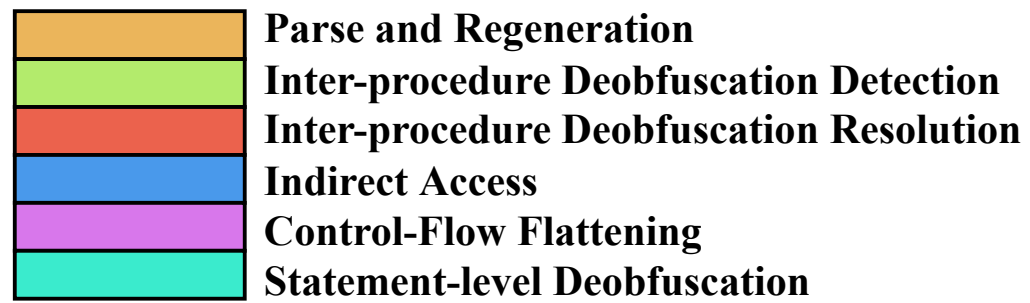 Parse and Regeneration
Inter-procedure Deobfuscation Detection
Inter-procedure Deobfuscation Resolution
Indirect Access
Control-Flow Flattening
Statement-level Deobfuscation